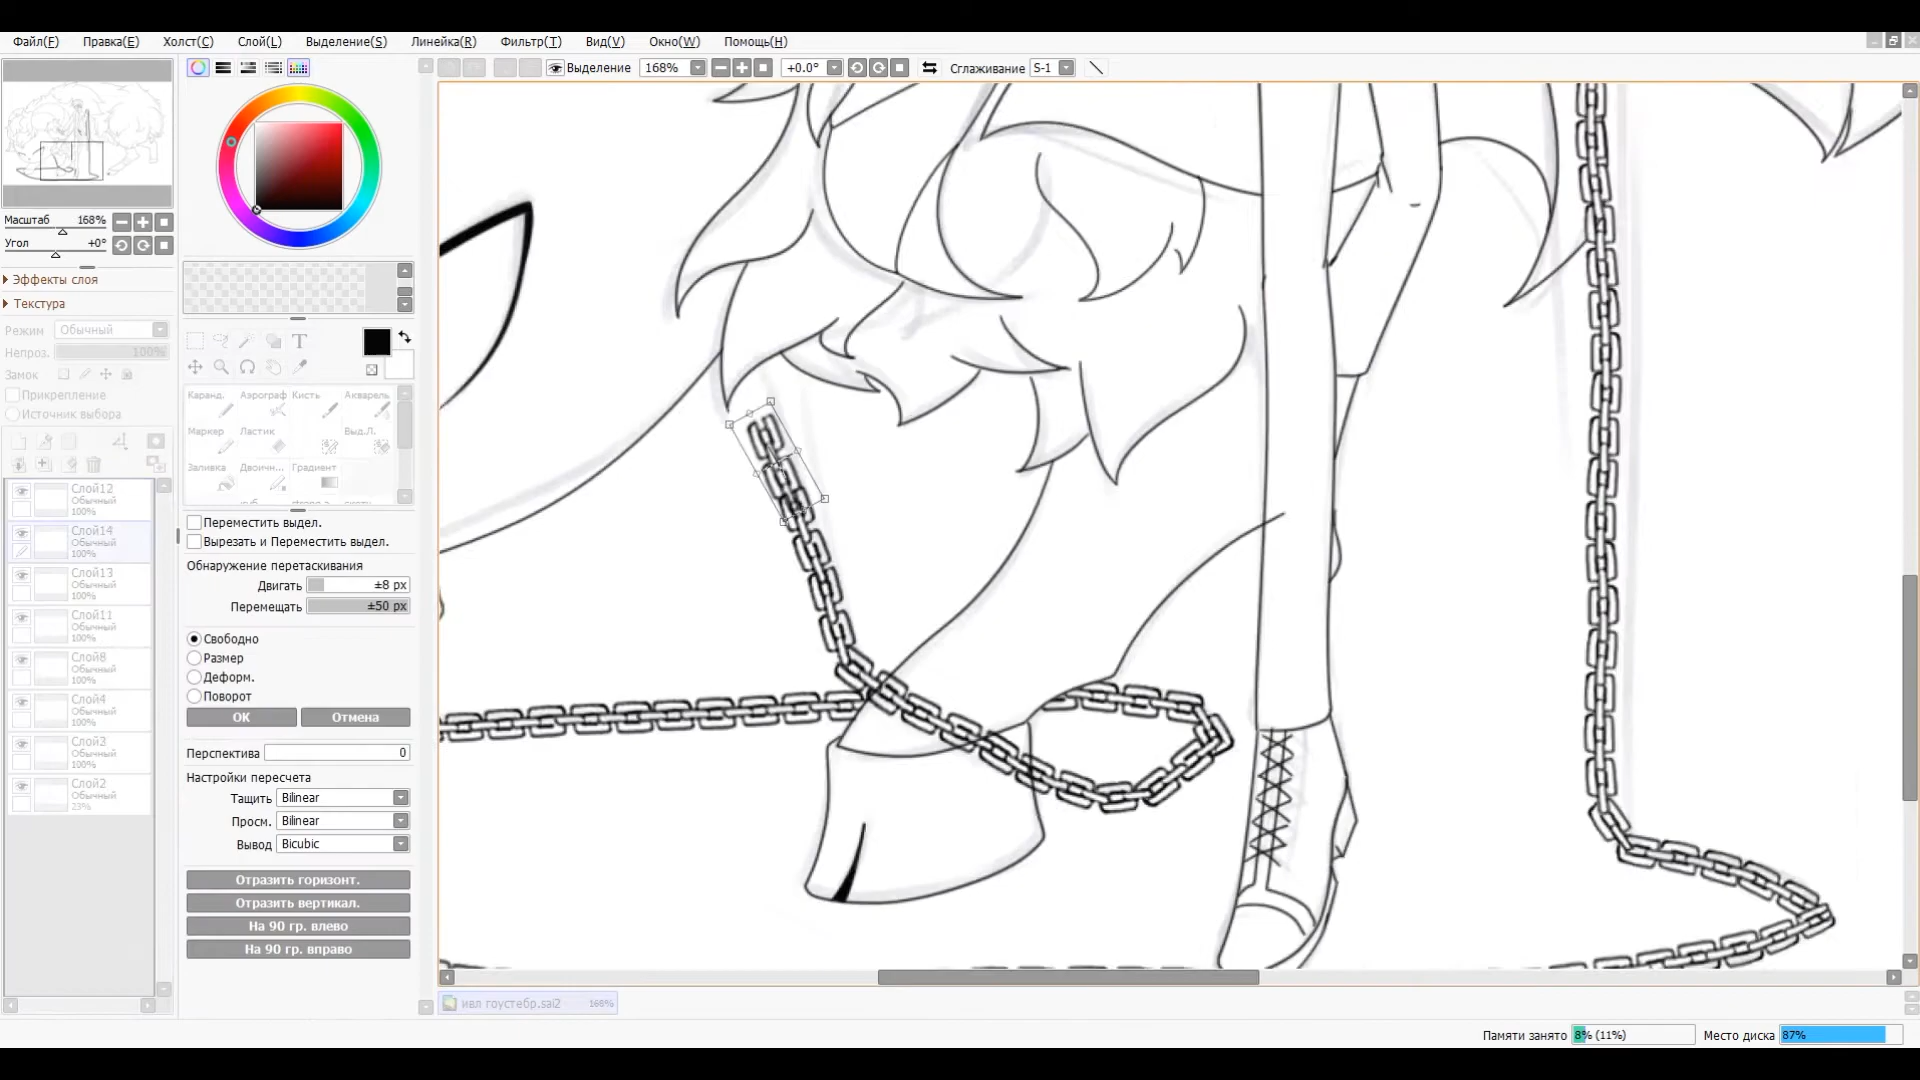 Файл(F) Правка(E) Холст(C) Слой(L) Выделение(S) Линейка(R) Фильтр(T) Вид(V) Окно(W) Помощь(H)
Выделение 168% +0.0° Сглаживание S-1
Масштаб 168%
Угол +0°
Эффекты слоя
Текстура
Режим Обычный
Непроз. 100%
Замок
Прикрепление
Источник выбора
Каранд. Аэрограф Кисть Акварель
Маркер Ластик Выд.Л.
Заливка Двоичн... Градиент
Слой12
Обычный
100%
Слой14
Обычный
100%
Слой13
Обычный
100%
Слой11
Обычный
100%
Слой8
Обычный
100%
Слой4
Обычный
100%
Слой3
Обычный
100%
Слой2
Обычный
23%
Переместить выдел.
Вырезать и Переместить выдел.
Обнаружение перетаскивания
Двигать ±8 px
Перемещать ±50 px
Свободно
Размер
Деформ.
Поворот
OK Отмена
Перспектива 0
Настройки пересчета
Тащить Bilinear
Просм. Bilinear
Вывод Bicubic
Отразить горизонт.
Отразить вертикал.
На 90 гр. влево
На 90 гр. вправо
ивл гоустебр.sai2 168%
Памяти занято 8% (11%) Место диска 87%